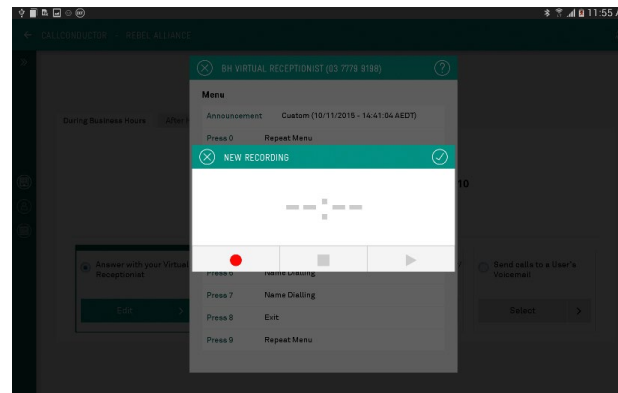 11:55 A
CALLCONDUCTOR - REBEL ALLIANCE
BH VIRTUAL RECEPTIONIST (03 7779 9198) ?
Menu
Announcement Custom (10/11/2015 - 14:41:04 AEDT)
During Business Hours After H
Press 0 Repeat Menu
NEW RECORDING
10
--:--
Answer with your Virtual
Receptionist
Send calls to a User's
Voicemail
Press 6 Name Dialling
Press 7 Name Dialling
Edit >
Press 8 Exit
Select >
Press 9 Repeat Menu